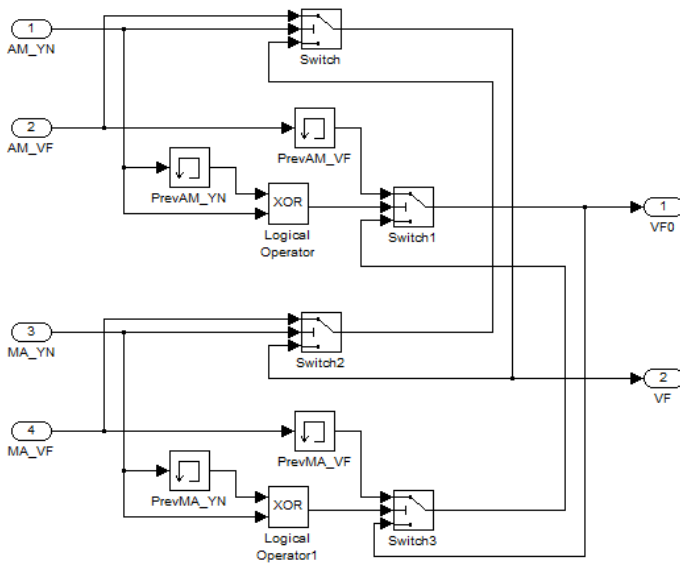 1
AM_YN
Switch
2
AM_VF
PrevAM_VF
PrevAM_YN
XOR
Logical
Operator
Switch1
1
VF0
3
MA_YN
Switch2
2
VF
4
MA_VF
PrevMA_VF
PrevMA_YN
XOR
Logical
Operator1
Switch3